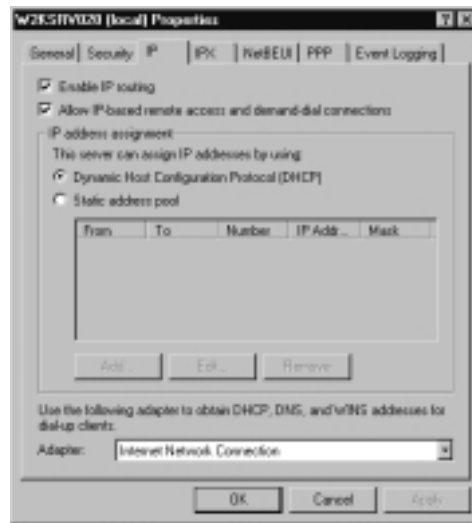 W2KSRV020 (local) Properties
General
Security
IP
IPX
NetBEUI
PPP
Event Logging
Enable IP routing
Allow IP-based remote access and demand-dial connections
IP address assignment
This server can assign IP addresses by using:
Dynamic Host Configuration Protocol (DHCP)
Static address pool
From To Number IP Addr... Mask
Add... Edit... Remove
Use the following adapter to obtain DHCP, DNS, and WINS addresses for
dial-up clients.
Adapter: Internet Network Connection
OK Cancel Apply